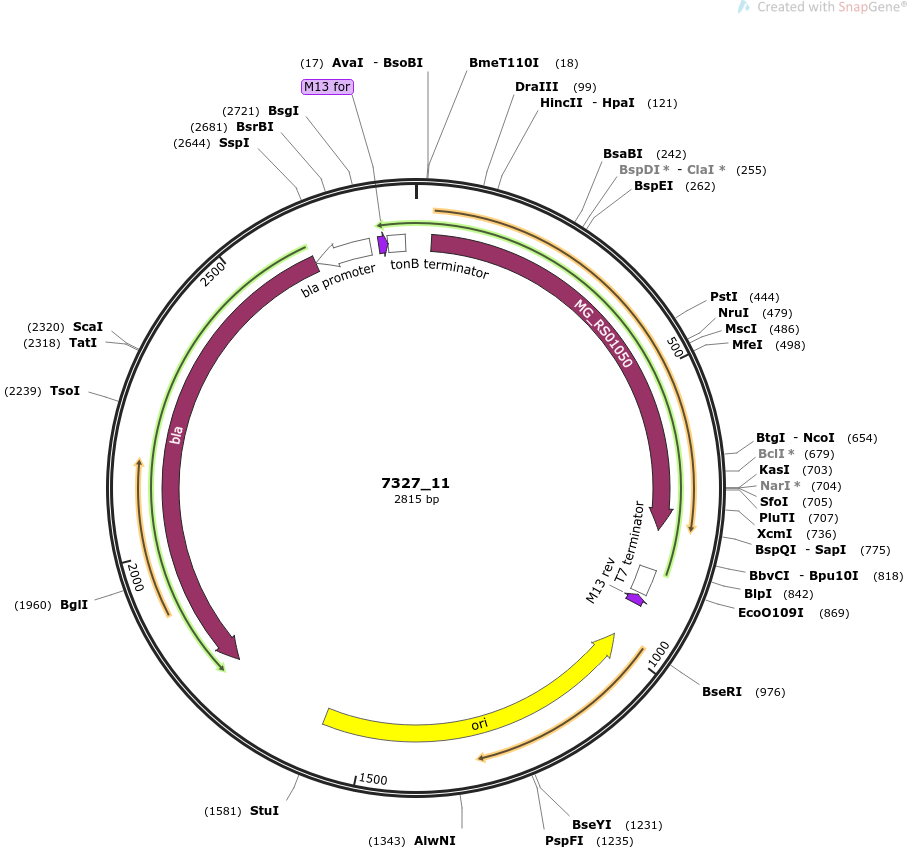 Created with SnapGene®
(17) AvaI - BsoBI
BmeT110I (18)
M13 for
DraIII (99)
HincII - HpaI (121)
(2721) BsgI
(2681) BsrBI
(2644) SspI
BsaBI (242)
BspDI * - ClaI * (255)
BspEI (262)
bla promoter
tonB terminator
2500
MG_RS01050
PstI (444)
NruI (479)
MscI (486)
MfeI (498)
500
(2320) ScaI
(2318) TatI
(2239) TsoI
bla
BtgI - NcoI (654)
BclI * (679)
KasI (703)
NarI * (704)
SfoI (705)
PluTI (707)
XcmI (736)
BspQI - SapI (775)
7327_11
2815 bp
T7 terminator
M13 rev
BbvCI - Bpu10I (818)
BlpI (842)
EcoO109I (869)
2000
(1960) BglI
1000
BseRI (976)
ori
1500
(1581) StuI
BseYI (1231)
(1343) AlwNI
PspFI (1235)